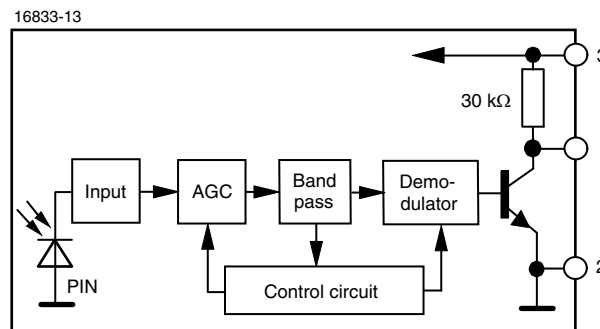 16833-13
3
30 kΩ
Input
AGC
Band
pass
Demo-
dulator
2
PIN
Control circuit